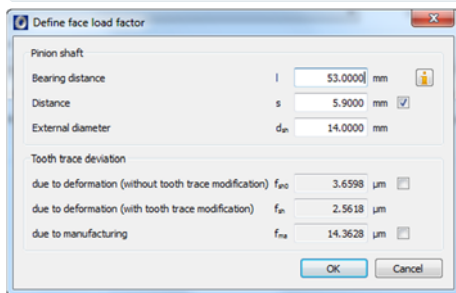 Define face load factor
Pinion shaft
Bearing distance l 53.0000 mm
Distance s 5.9000 mm
External diameter dsh 14.0000 mm
Tooth trace deviation
due to deformation (without tooth trace modification) fsh0 3.6598 µm
due to deformation (with tooth trace modification) fsh 2.5618 µm
due to manufacturing fma 14.3628 µm
OK Cancel